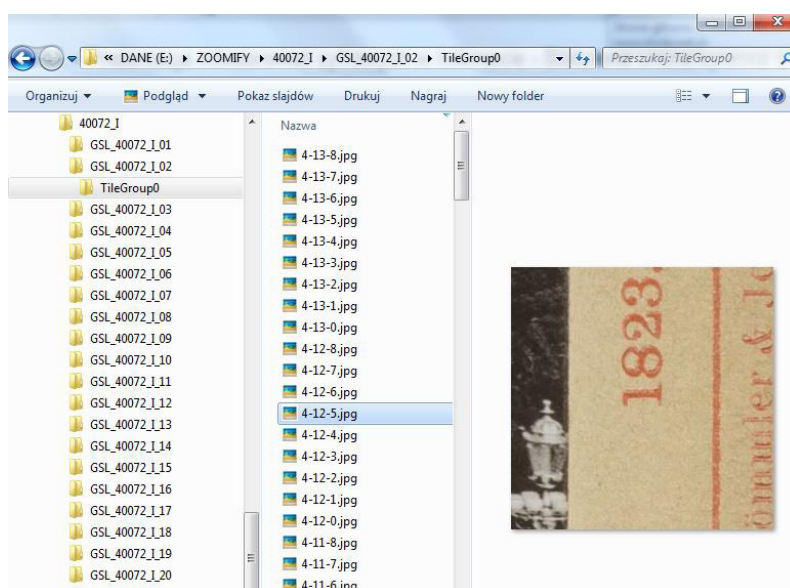 « DANE (E:) ▸ ZOOMIFY ▸ 40072_I ▸ GSL_40072_I_02 ▸ TileGroup0
Przeszukaj: TileGroup0
Organizuj
Podgląd
Pokaz slajdów
Drukuj
Nagraj
Nowy folder
40072_I
GSL_40072_I_01
GSL_40072_I_02
TileGroup0
GSL_40072_I_03
GSL_40072_I_04
GSL_40072_I_05
GSL_40072_I_06
GSL_40072_I_07
GSL_40072_I_08
GSL_40072_I_09
GSL_40072_I_10
GSL_40072_I_11
GSL_40072_I_12
GSL_40072_I_13
GSL_40072_I_14
GSL_40072_I_15
GSL_40072_I_16
GSL_40072_I_17
GSL_40072_I_18
GSL_40072_I_19
GSL_40072_I_20
Nazwa
4-13-8.jpg
4-13-7.jpg
4-13-6.jpg
4-13-5.jpg
4-13-4.jpg
4-13-3.jpg
4-13-2.jpg
4-13-1.jpg
4-13-0.jpg
4-12-8.jpg
4-12-7.jpg
4-12-6.jpg
4-12-5.jpg
4-12-4.jpg
4-12-3.jpg
4-12-2.jpg
4-12-1.jpg
4-12-0.jpg
4-11-8.jpg
4-11-7.jpg
4-11-6.jpg
1823.
ömmler & Jo